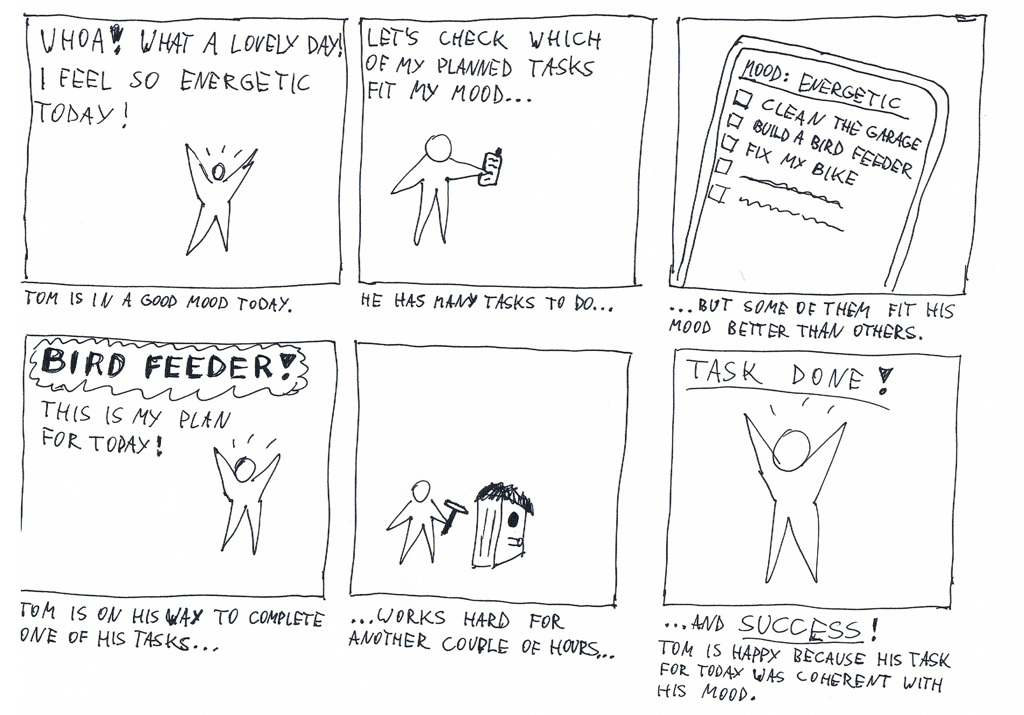 WHOA! WHAT A LOVELY DAY!
I FEEL SO ENERGETIC
TODAY!
TOM IS IN A GOOD MOOD TODAY.
LET'S CHECK WHICH
OF MY PLANNED TASKS
FIT MY MOOD...
HE HAS MANY TASKS TO DO...
MOOD: ENERGETIC
CLEAN THE GARAGE
BUILD A BIRD FEEDER
FIX MY BIKE
...BUT SOME OF THEM FIT HIS
MOOD BETTER THAN OTHERS.
BIRD FEEDER!
THIS IS MY PLAN
FOR TODAY!
TOM IS ON HIS WAY TO COMPLETE
ONE OF HIS TASKS...
...WORKS HARD FOR
ANOTHER COUPLE OF HOURS...
TASK DONE!
...AND SUCCESS!
TOM IS HAPPY BECAUSE HIS TASK
FOR TODAY WAS COHERENT WITH
HIS MOOD.